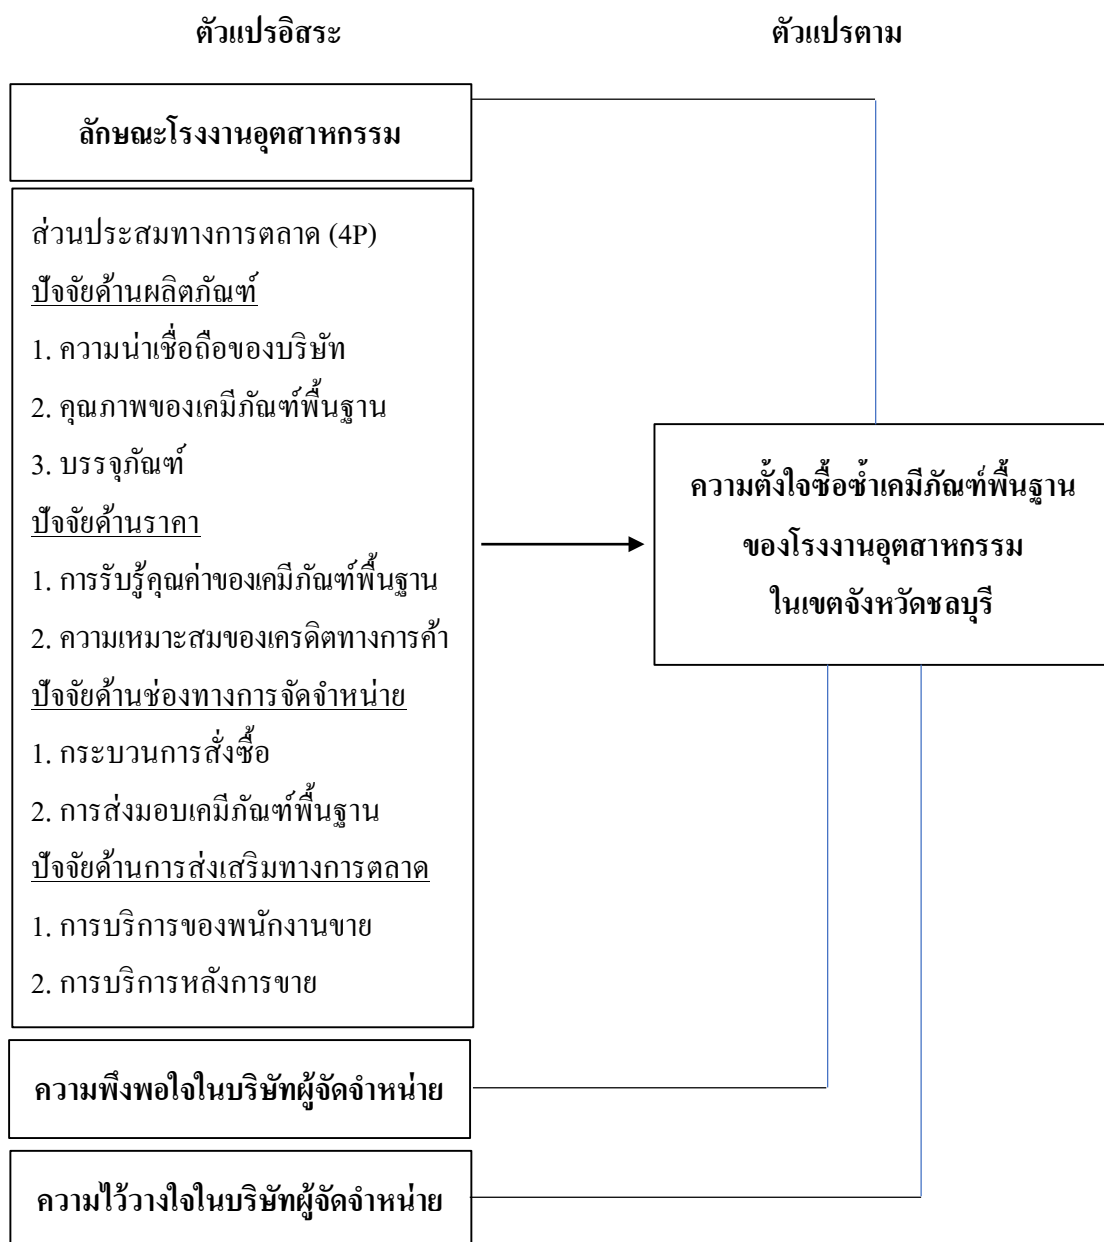 ตัวแปรอิสระ
ตัวแปรตาม
ลักษณะโรงงานอุตสาหกรรม
ส่วนประสมทางการตลาด (4P)
ปัจจัยด้านผลิตภัณฑ์
1. ความน่าเชื่อถือของบริษัท
2. คุณภาพของเคมีภัณฑ์พื้นฐาน
3. บรรจุภัณฑ์
ปัจจัยด้านราคา
1. การรับรู้คุณค่าของเคมีภัณฑ์พื้นฐาน
2. ความเหมาะสมของเครดิตทางการค้า
ปัจจัยด้านช่องทางการจัดจำหน่าย
1. กระบวนการสั่งซื้อ
2. การส่งมอบเคมีภัณฑ์พื้นฐาน
ปัจจัยด้านการส่งเสริมทางการตลาด
1. การบริการของพนักงานขาย
2. การบริการหลังการขาย
ความพึงพอใจในบริษัทผู้จัดจำหน่าย
ความไว้วางใจในบริษัทผู้จัดจำหน่าย
ความตั้งใจซื้อซ้ำเคมีภัณฑ์พื้นฐาน
ของโรงงานอุตสาหกรรม
ในเขตจังหวัดชลบุรี